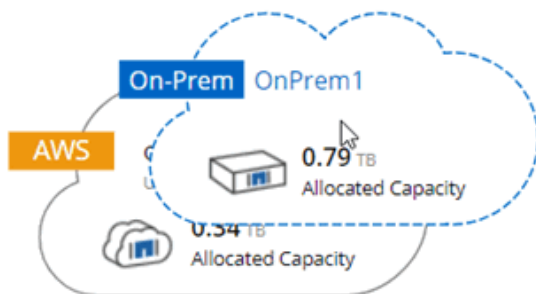 On-Prem OnPrem1
AWS
0.79 TB
Allocated Capacity
0.34 TB
Allocated Capacity